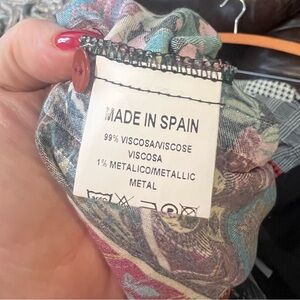 MADE IN SPAIN
99% VISCOSA/VISCOSE
VISCOSA
1% METALICO/METALLIC
METAL